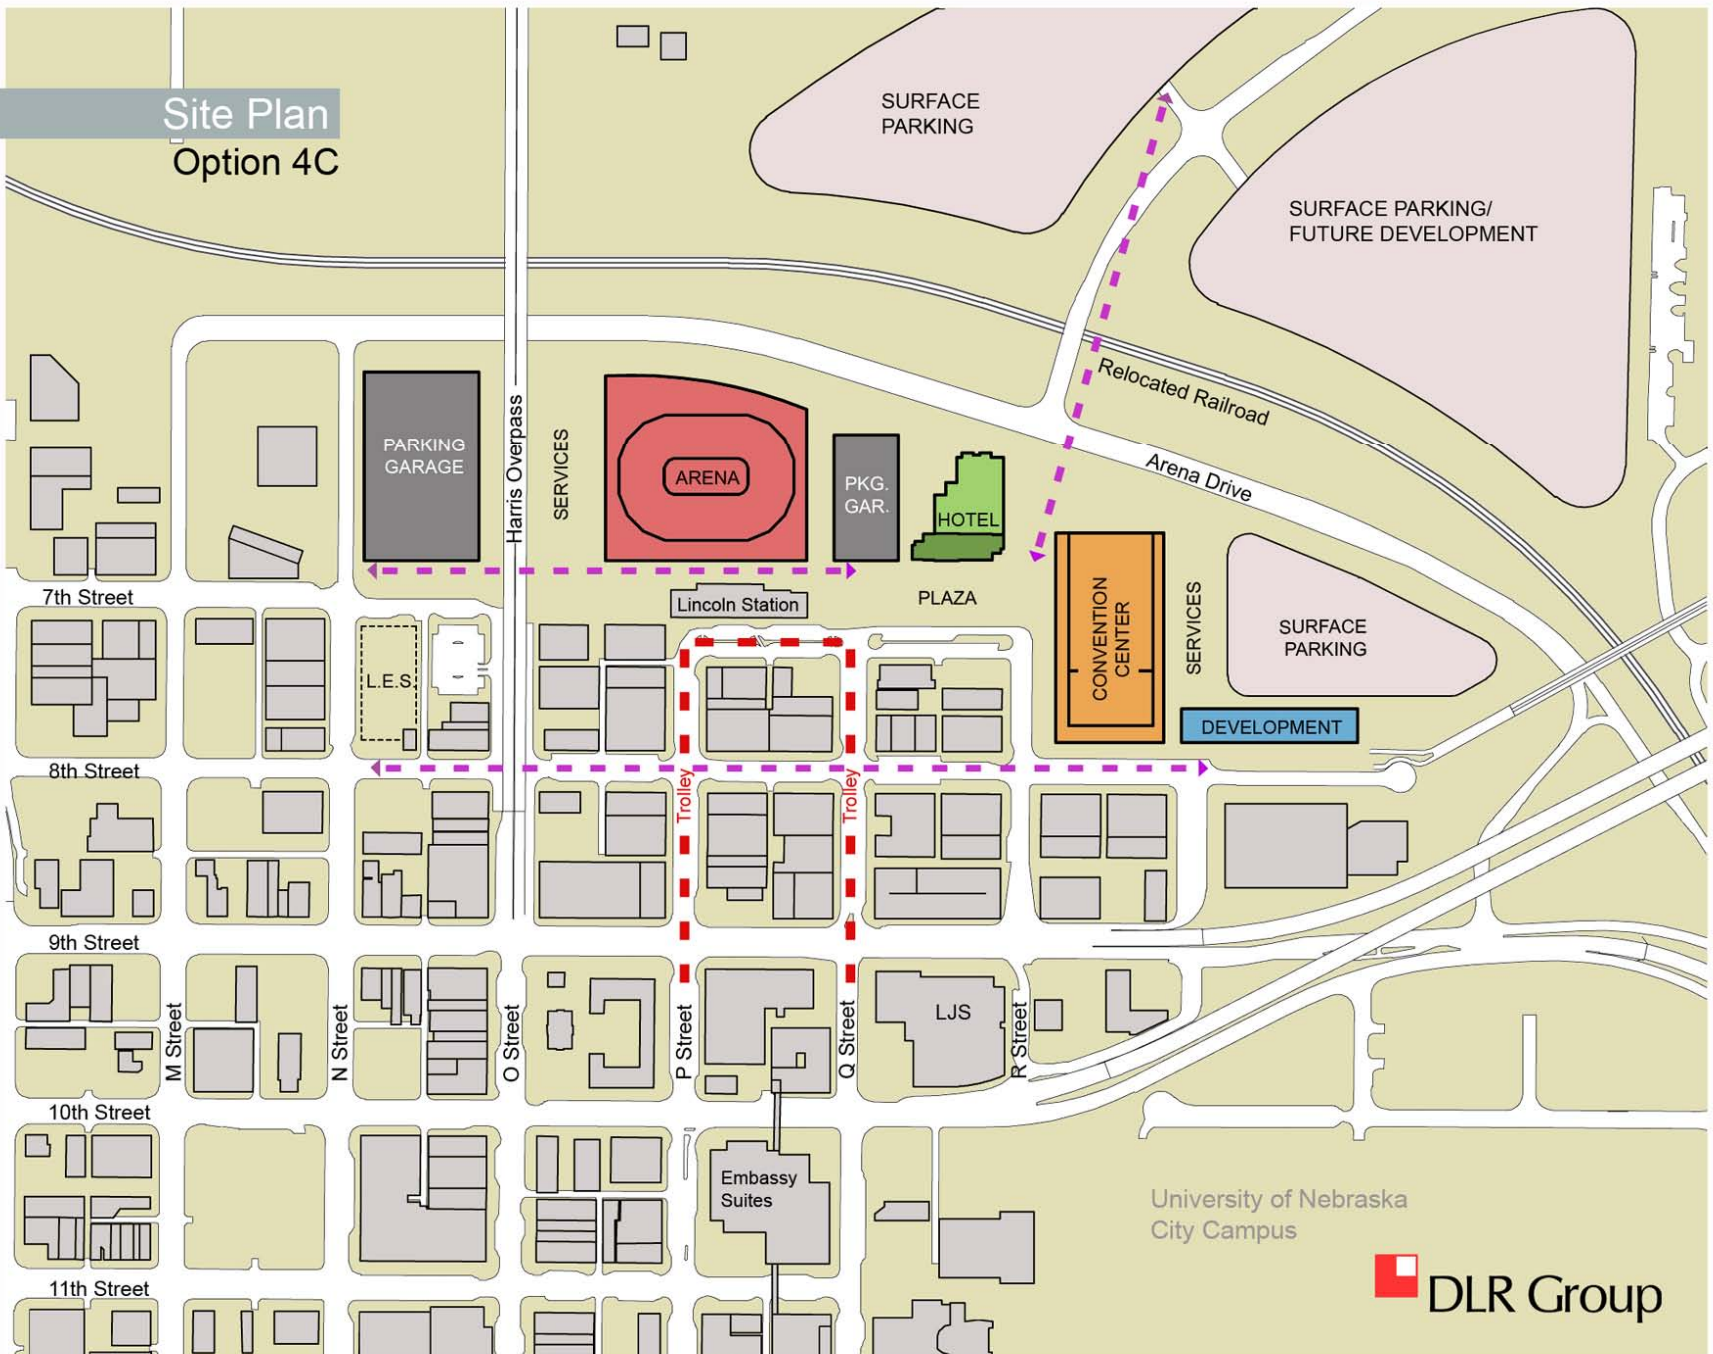 Site Plan
Option 4C
SURFACE
PARKING
SURFACE PARKING/
FUTURE DEVELOPMENT
Relocated Railroad
Arena Drive
Harris Overpass
PARKING
GARAGE
SERVICES
ARENA
PKG.
GAR.
HOTEL
CONVENTION
CENTER
SERVICES
SURFACE
PARKING
DEVELOPMENT
PLAZA
Lincoln Station
L.E.S.
7th Street
8th Street
Trolley
Trolley
9th Street
M Street
N Street
O Street
P Street
Q Street
LJS
R Street
10th Street
Embassy
Suites
University of Nebraska
City Campus
11th Street
DLR Group